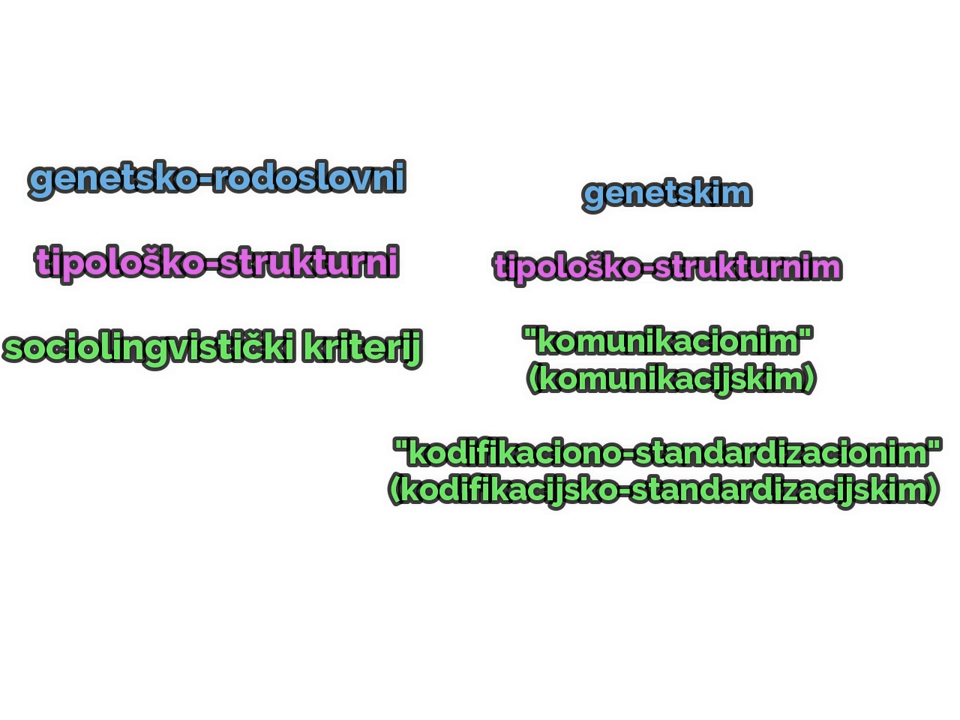 genetsko-rodoslovni
tipološko-strukturni
sociolingvistički kriterij
genetskim
tipološko-strukturnim
"komunikacionim"
(komunikacijskim)
"kodifikaciono-standardizacionim"
(kodifikacijsko-standardizacijskim)